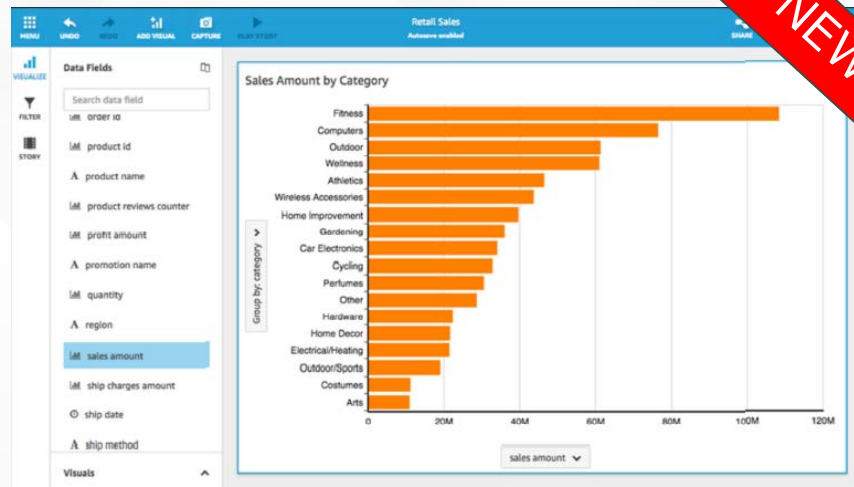 MENU
UNDO
REDO
ADD VISUAL
CAPTURE
PLAY STORY
Retail Sales
Autosave enabled
SHARE
NEW
VISUALIZE
FILTER
STORY
Data Fields
Search data field
order id
product id
product name
product reviews counter
profit amount
promotion name
quantity
region
sales amount
ship charges amount
ship date
ship method
Visuals
Sales Amount by Category
Group by: category
Fitness
Computers
Outdoor
Wellness
Athletics
Wireless Accessories
Home Improvement
Gardening
Car Electronics
Cycling
Perfumes
Other
Hardware
Home Decor
Electrical/Heating
Outdoor/Sports
Costumes
Arts
0 20M 40M 60M 80M 100M 120M
sales amount